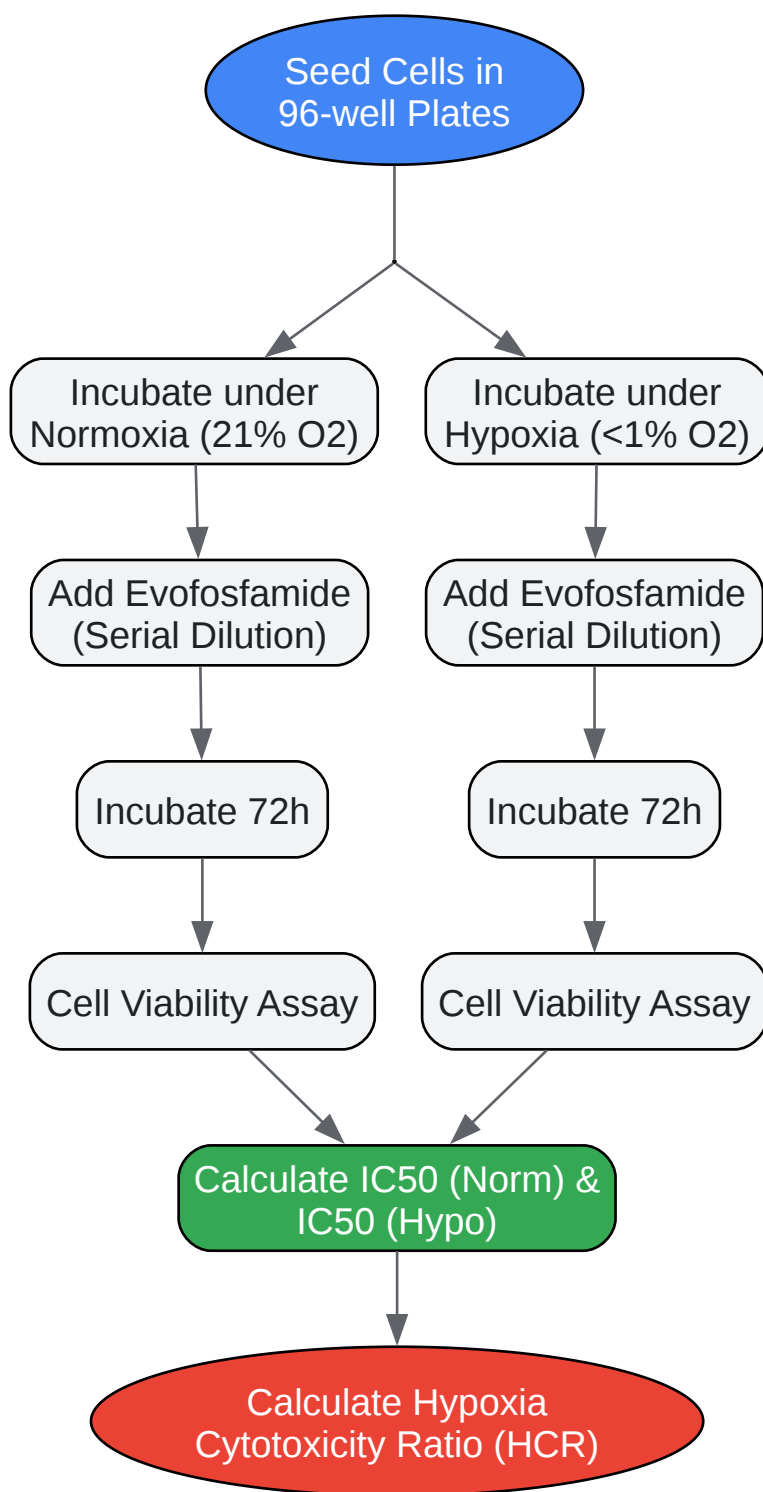 Seed Cells in
96-well Plates
Incubate under
Normoxia (21% O2)
Incubate under
Hypoxia (<1% O2)
Add Evofosfamide
(Serial Dilution)
Add Evofosfamide
(Serial Dilution)
Incubate 72h
Incubate 72h
Cell Viability Assay
Cell Viability Assay
Calculate IC50 (Norm) &
IC50 (Hypo)
Calculate Hypoxia
Cytotoxicity Ratio (HCR)